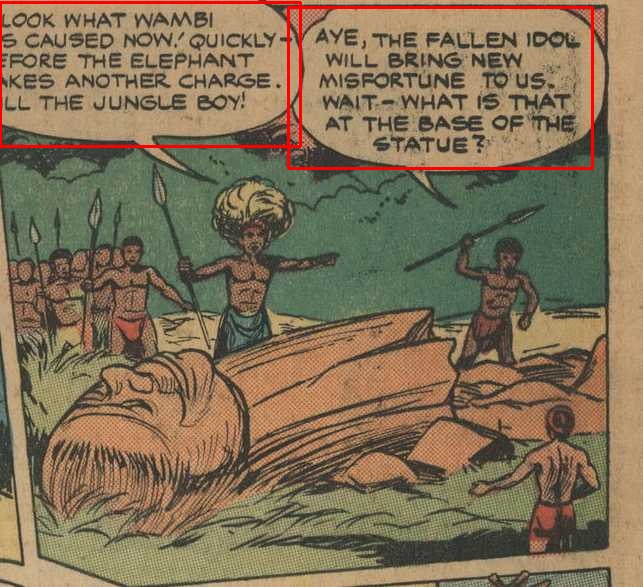 LOOK WHAT WAMBI
S CAUSED NOW! QUICKLY-
EFORE THE ELEPHANT
AKES ANOTHER CHARGE.
LL THE JUNGLE BOY!
AYE, THE FALLEN IDOL
WILL BRING NEW
MISFORTUNE TO US.
WAIT- WHAT IS THAT
AT THE BASE OF THE
STATUE?